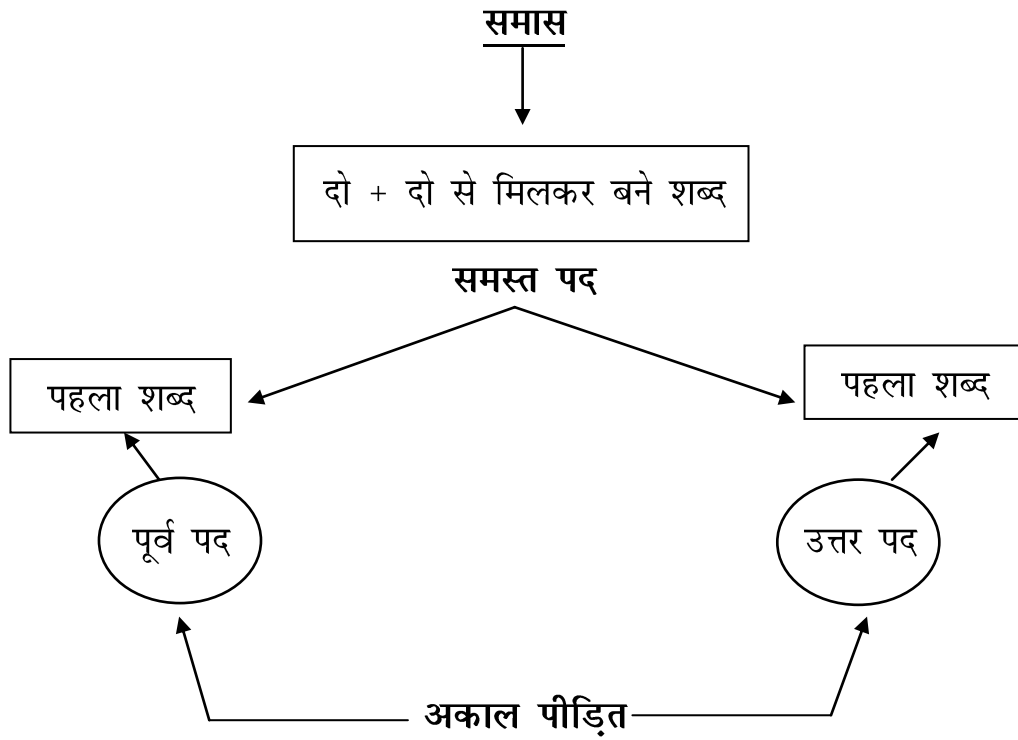 समास
दो + दो से मिलकर बने शब्द
समस्त पद
पहला शब्द
पहला शब्द
पूर्व पद
उत्तर पद
अकाल पीड़ित